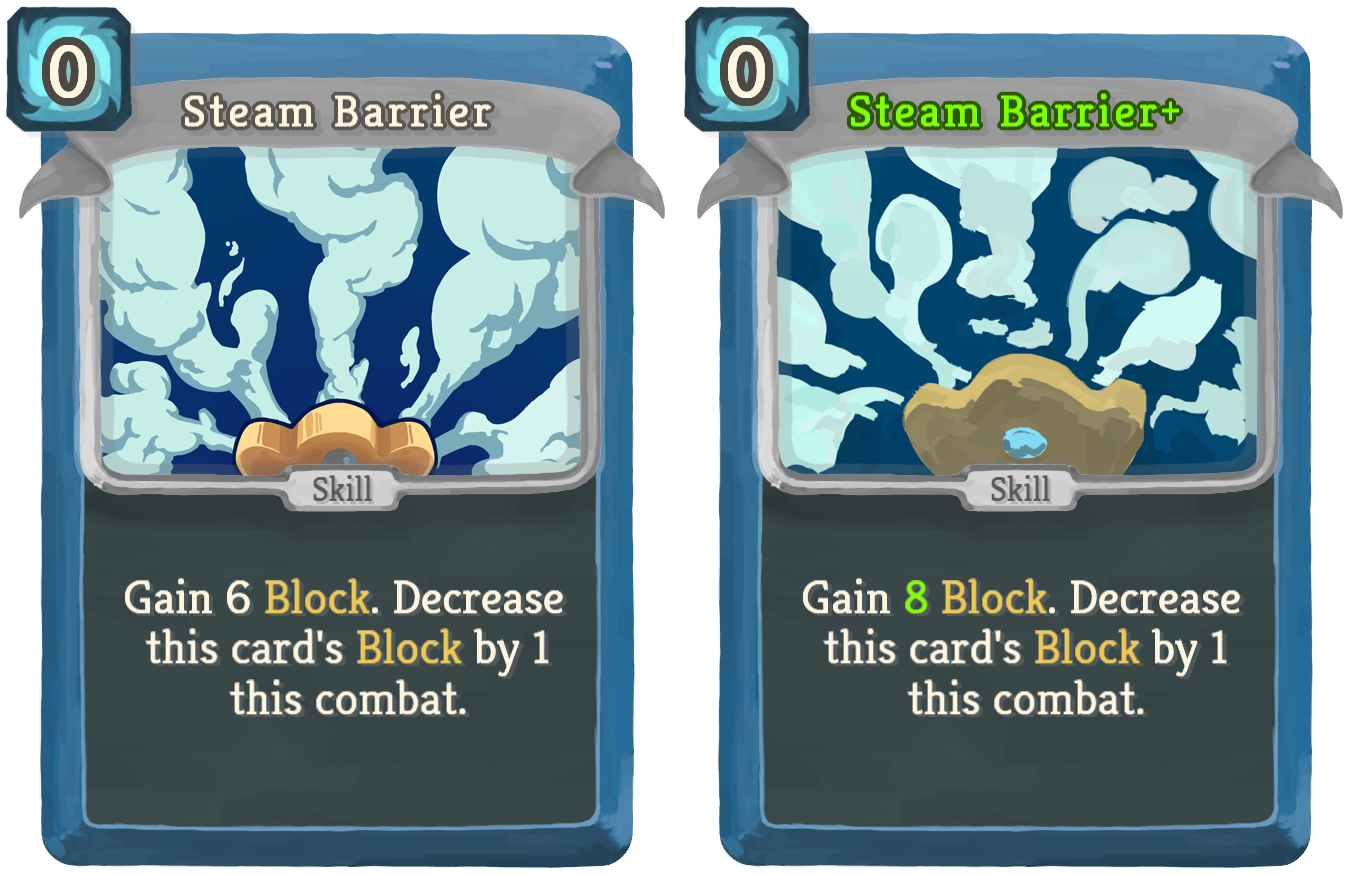 0
Steam Barrier
Skill
Gain 6 Block. Decrease
this card's Block by 1
this combat.
0
Steam Barrier+
Skill
Gain 8 Block. Decrease
this card's Block by 1
this combat.